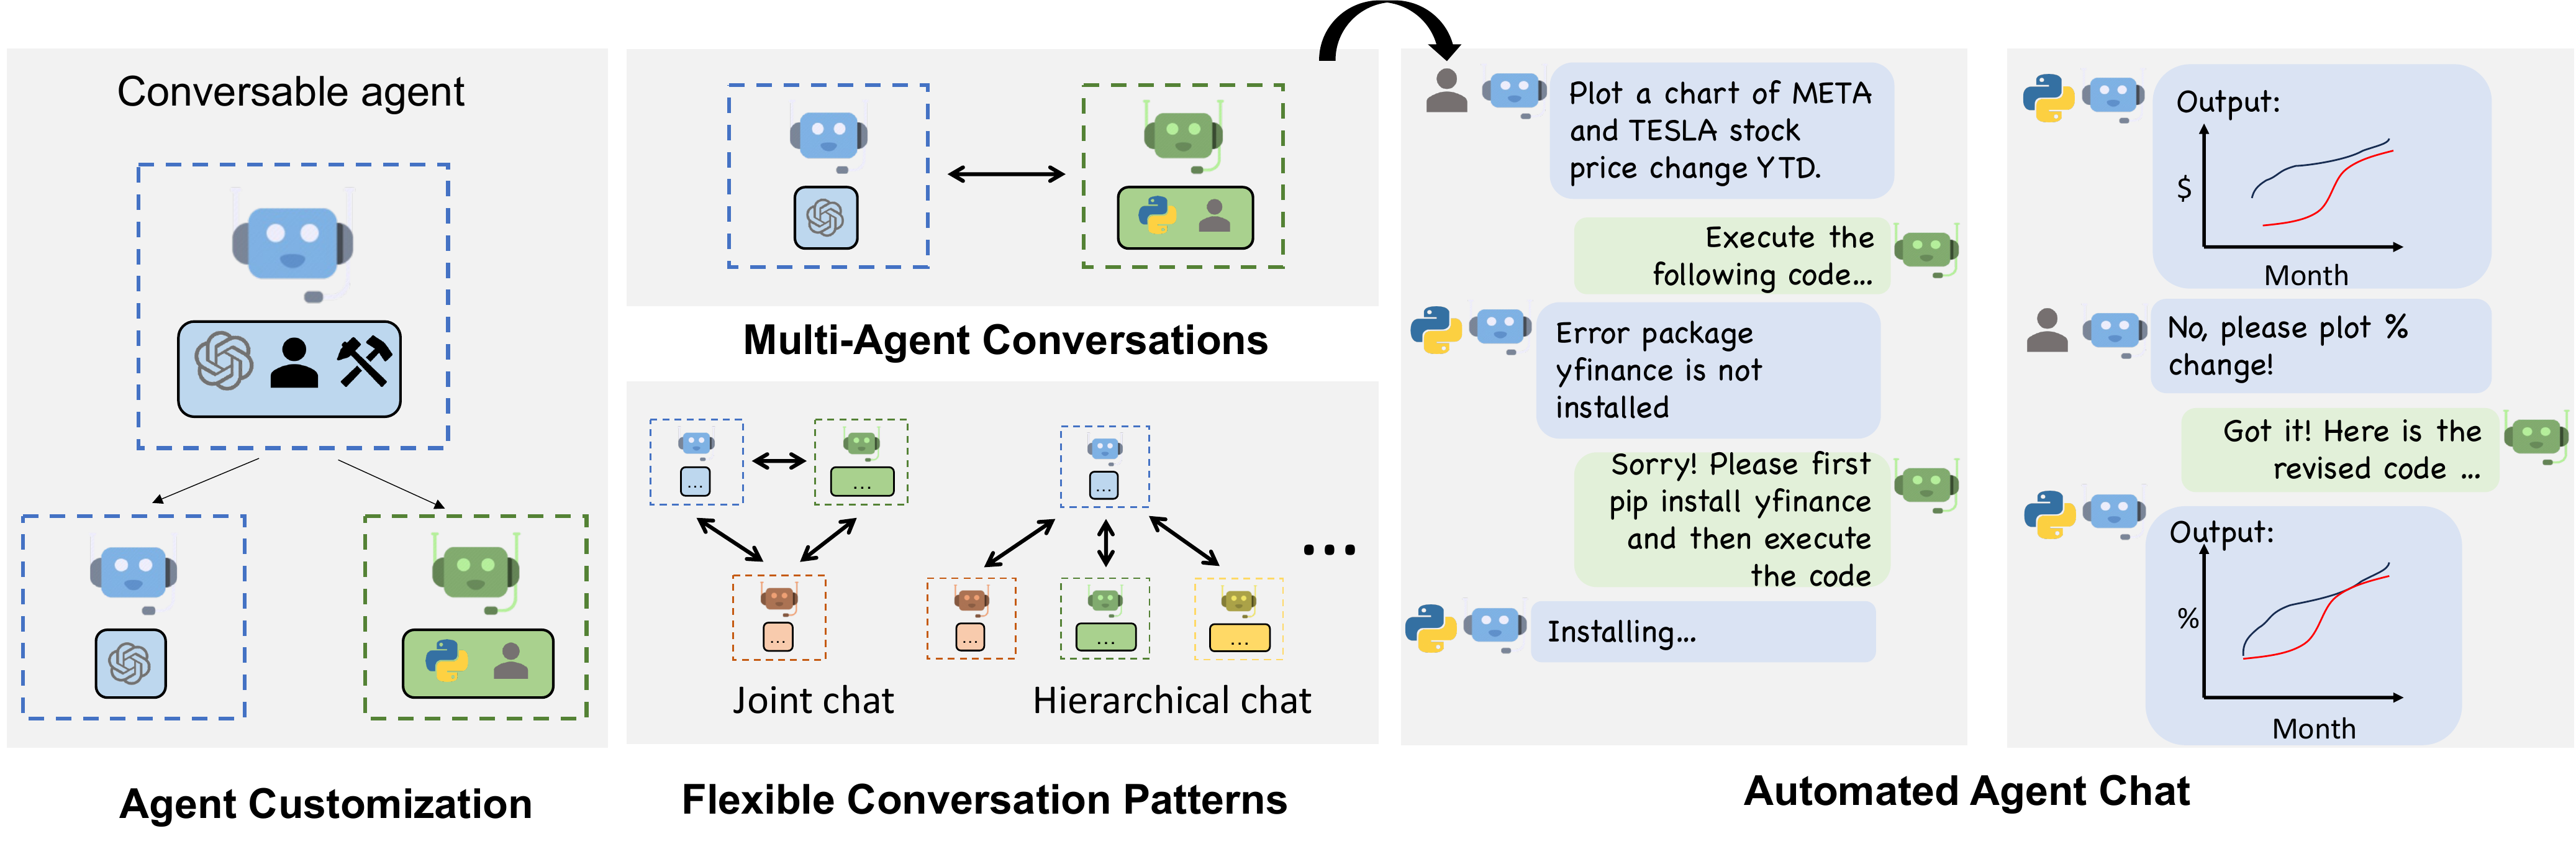 Conversable agent
Agent Customization
Multi-Agent Conversations
...
...
...
...
...
...
...
...
Joint chat
Hierarchical chat
Flexible Conversation Patterns
Plot a chart of META
and TESLA stock
price change YTD.
Execute the
following code...
Error package
yfinance is not
installed
Sorry! Please first
pip install yfinance
and then execute
the code
Installing...
Output:
$
Month
No, please plot %
change!
Got it! Here is the
revised code ...
Output:
%
Month
Automated Agent Chat